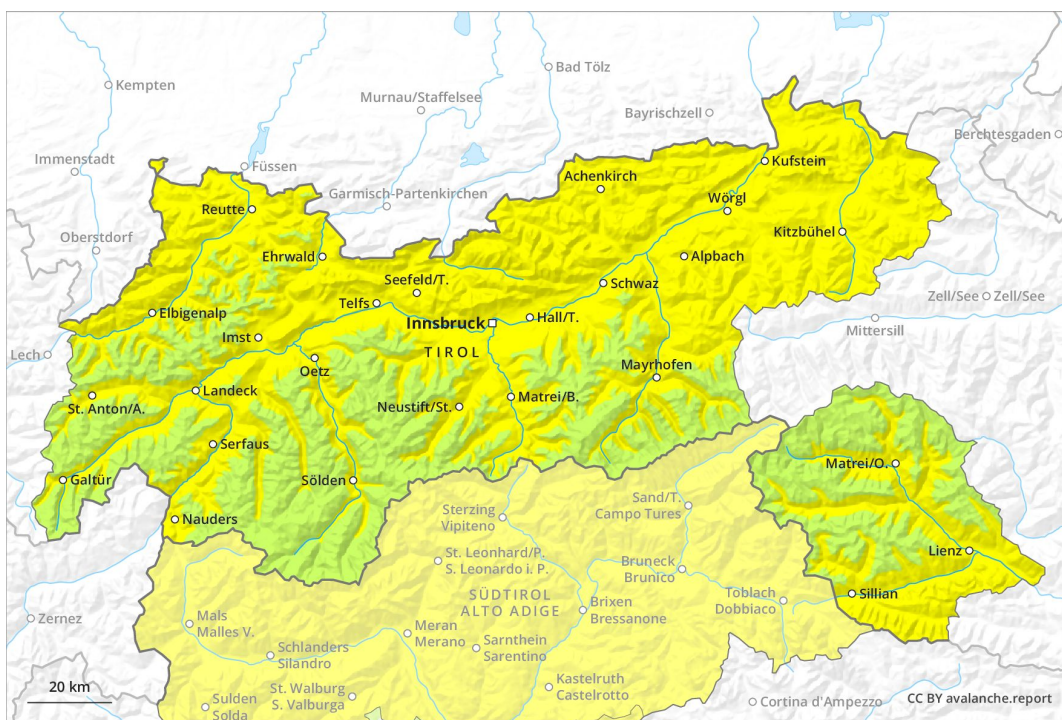 Kempten
Bad Tölz
Murnau/Staffelsee
Bayrischzell
Berchtesgaden
Immenstadt
Füssen
Kufstein
Achenkirch
Garmisch-Partenkirchen
Reutte
Wörgl
Oberstdorf
Kitzbühel
Ehrwald
Alpbach
Seefeld/T.
Schwaz
Zell/See
Zell/See
Telfs
Elbigenalp
Hall/T.
Innsbruck
Mittersill
Imst
TIROL
Lech
Oetz
Mayrhofen
Landeck
Matrei/B.
St. Anton/A.
Neustift/St.
Serfaus
Matrei/O.
Galtür
Sölden
Sand/T.
Campo Tures
Sterzing
Vipiteno
Nauders
Lienz
St. Leonhard/P.
S. Leonardo i. P.
Bruneck
Brunico
Sillian
SÜDTIROL
ALTO ADIGE
Toblach
Dobbiaco
Brixen
Bressanone
Zernez
Mals
Malles V.
Meran
Merano
Sarnthein
Sarentino
Schlanders
Silandro
Kastelruth
Castelrotto
20 km
St. Walburg
S. Valburga
Sulden
Solda
Cortina d'Ampezzo
CC BY avalanche.report